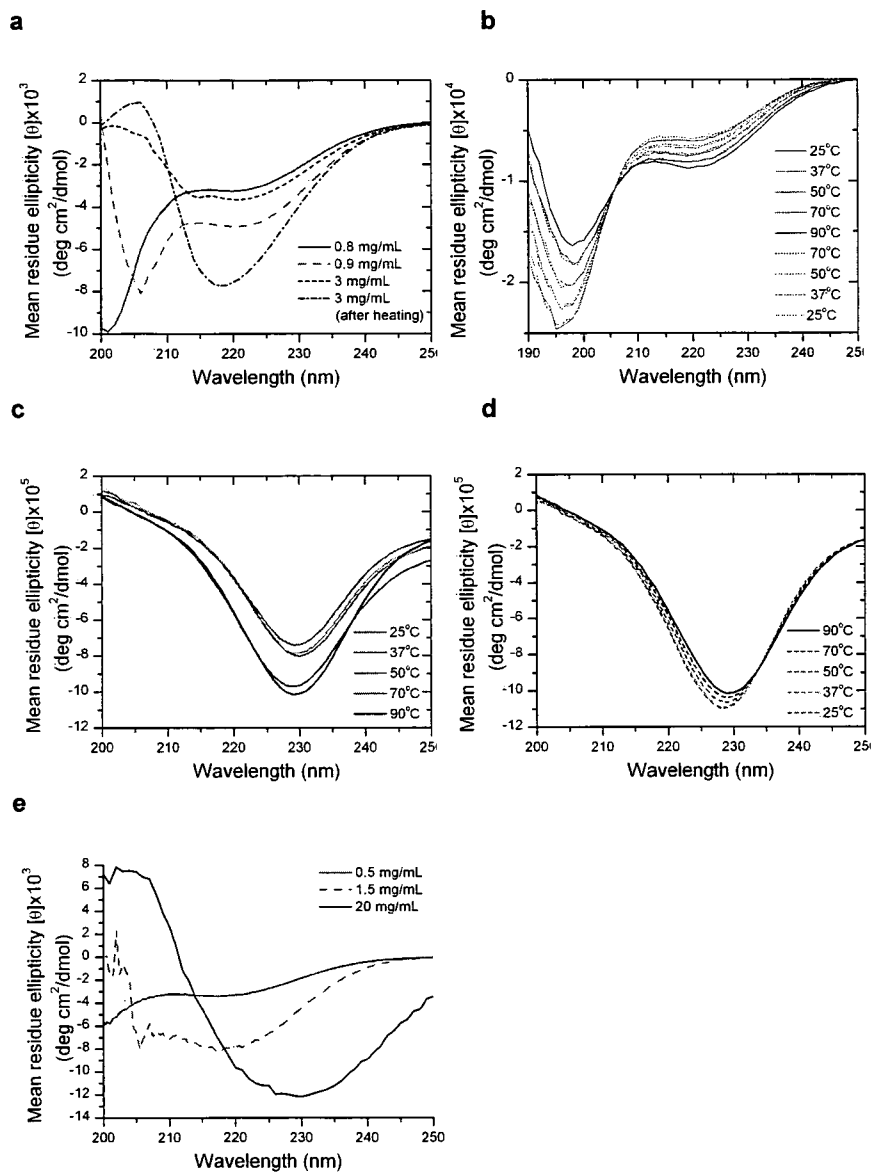 a
Mean residue ellipticity [θ]x10³
(deg cm²/dmol)
2
0
-2
-4
-6
-8
-10
200
210
220
230
240
250
Wavelength (nm)
0.8 mg/mL
0.9 mg/mL
3 mg/mL
3 mg/mL
(after heating)
b
Mean residue ellipticity [θ]x10⁴
(deg cm²/dmol)
0
-1
-2
190
200
210
220
230
240
250
Wavelength (nm)
25°C
37°C
50°C
70°C
90°C
70°C
50°C
37°C
25°C
c
Mean residue ellipticity [θ]x10⁵
(deg cm²/dmol)
2
0
-2
-4
-6
-8
-10
-12
200
210
220
230
240
250
Wavelength (nm)
25°C
37°C
50°C
70°C
90°C
d
Mean residue ellipticity [θ]x10⁵
(deg cm²/dmol)
2
0
-2
-4
-6
-8
-10
-12
200
210
220
230
240
250
Wavelength (nm)
90°C
70°C
50°C
37°C
25°C
e
Mean residue ellipticity [θ]x10³
(deg cm²/dmol)
8
6
4
2
0
-2
-4
-6
-8
-10
-12
-14
200
210
220
230
240
250
Wavelength (nm)
0.5 mg/mL
1.5 mg/mL
20 mg/mL